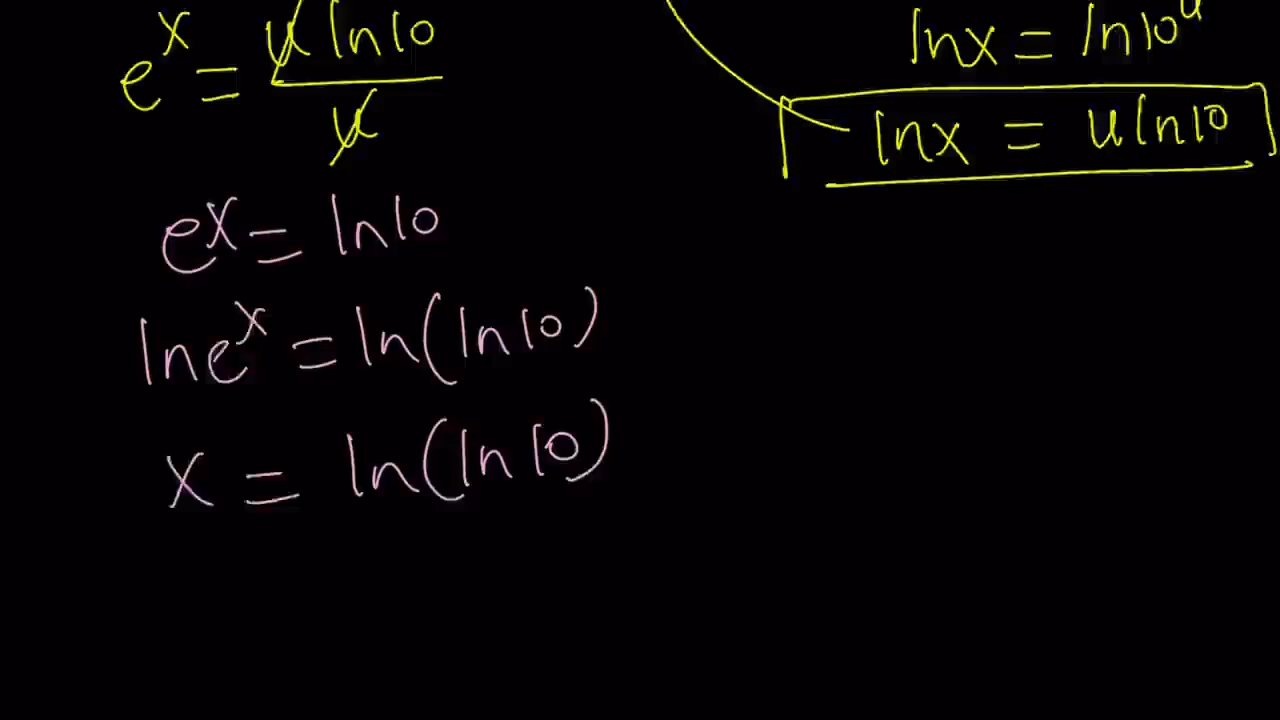 e^x = u ln10 / u
ln x = ln10^u
ln x = u ln10
e^x = ln10
ln e^x = ln(ln10)
x = ln(ln10)